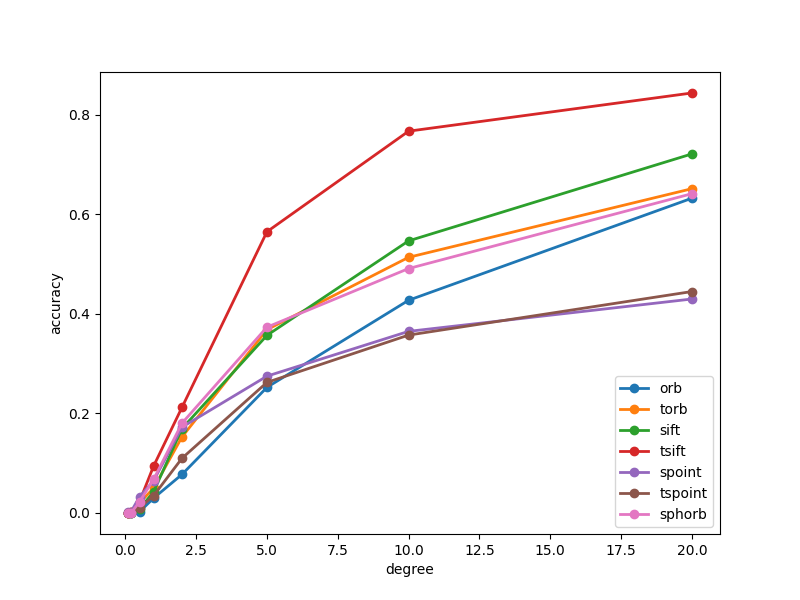 0.8
0.6
0.4
0.2
0.0
accuracy
0.0 2.5 5.0 7.5 10.0 12.5 15.0 17.5 20.0
degree
orb
torb
sift
tsift
spoint
tspoint
sphorb